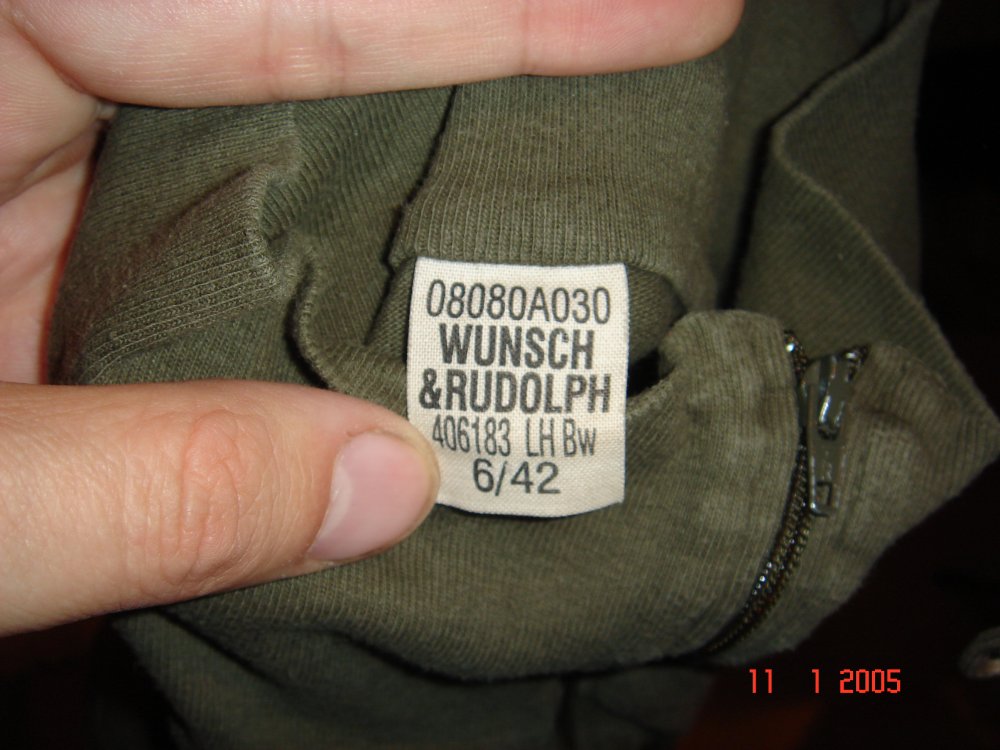 08080A030
WUNSCH
&RUDOLPH
406183 LH Bw
6/42
11 1 2005